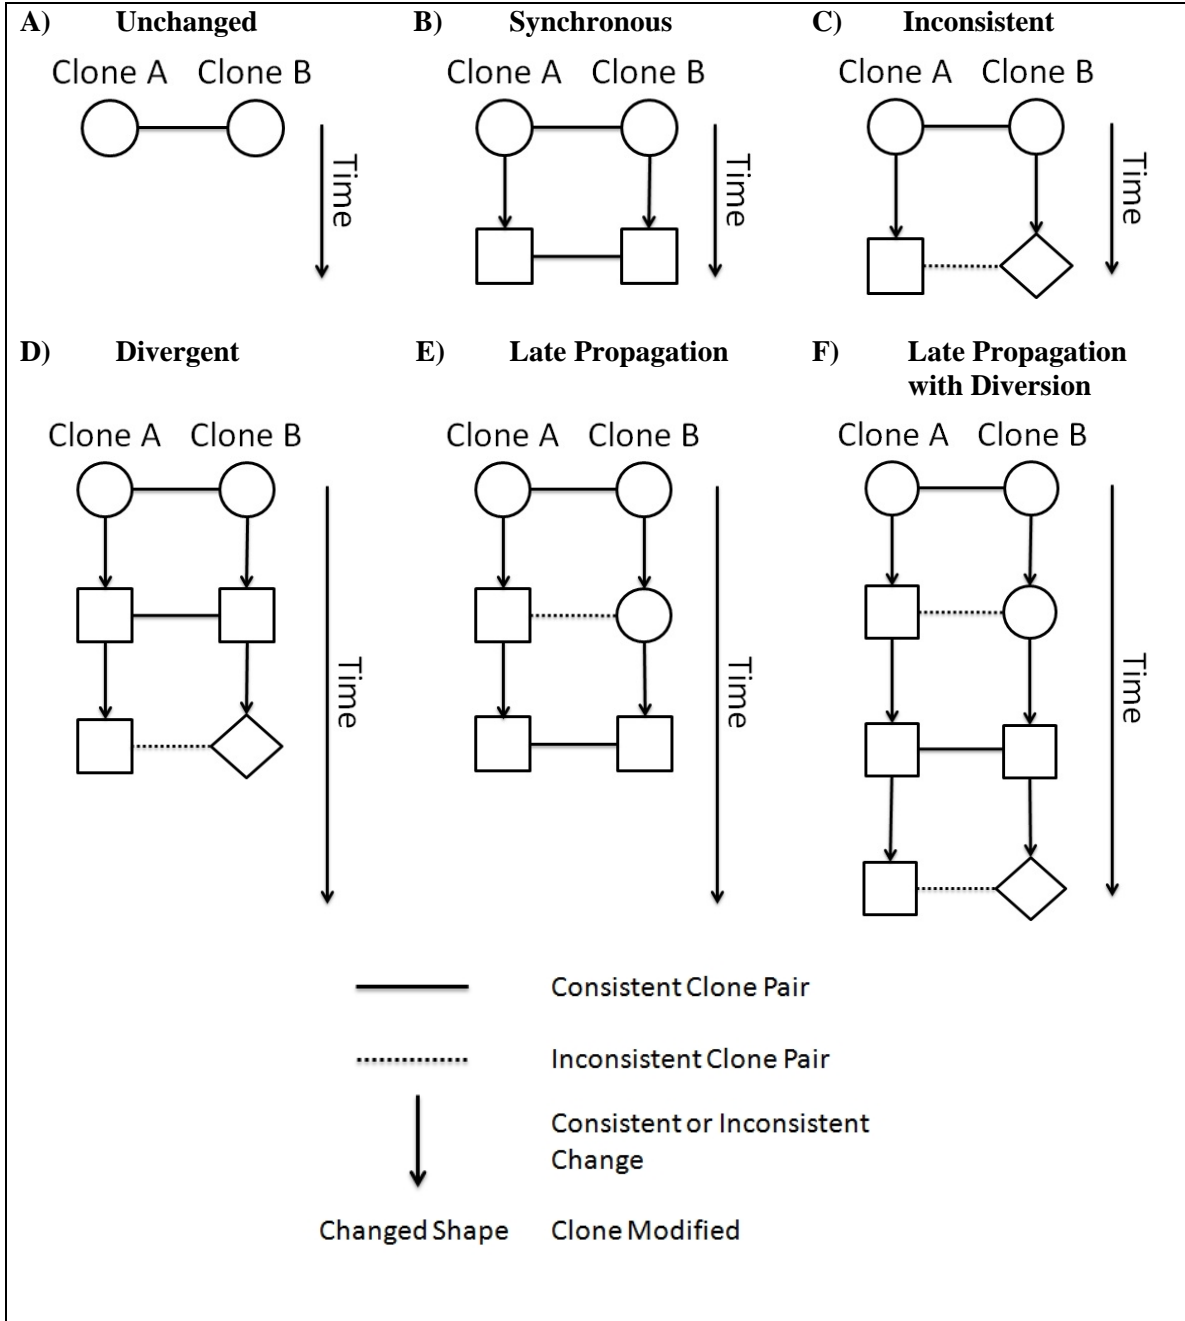 A) Unchanged
B) Synchronous
C) Inconsistent
Clone A Clone B
Clone A Clone B
Clone A Clone B
Time
Time
Time
D) Divergent
E) Late Propagation
F) Late Propagation
with Diversion
Clone A Clone B
Clone A Clone B
Clone A Clone B
Time
Time
Time
Consistent Clone Pair
Inconsistent Clone Pair
Consistent or Inconsistent
Change
Changed Shape Clone Modified